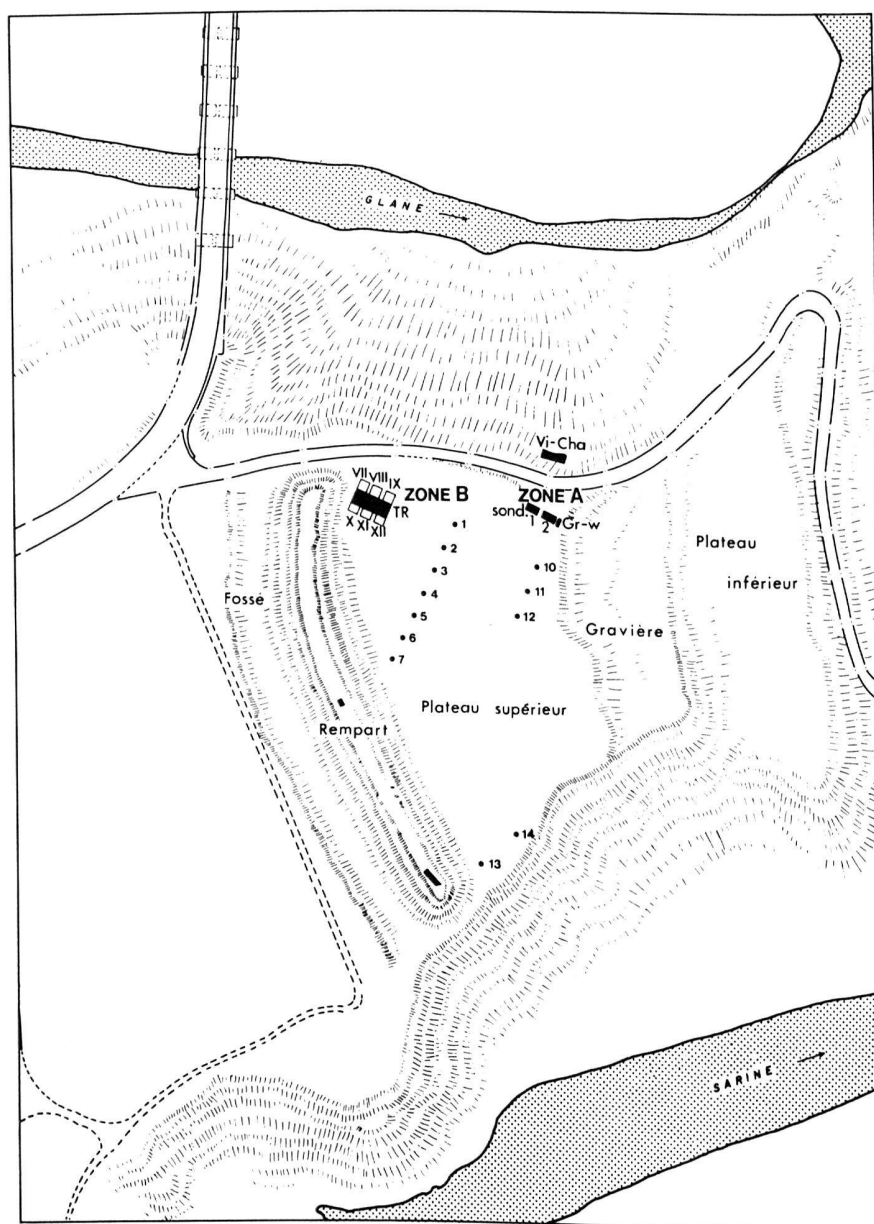 GLANE
Vi-Cha
VII VIII IX
ZONE B
ZONE A
X XI XII
TR
sond.
1
2
Gr-w
1
2
3
4
5
6
7
10
11
12
Plateau
inférieur
Fossé
Gravière
Plateau supérieur
Rempart
14
13
SARINE